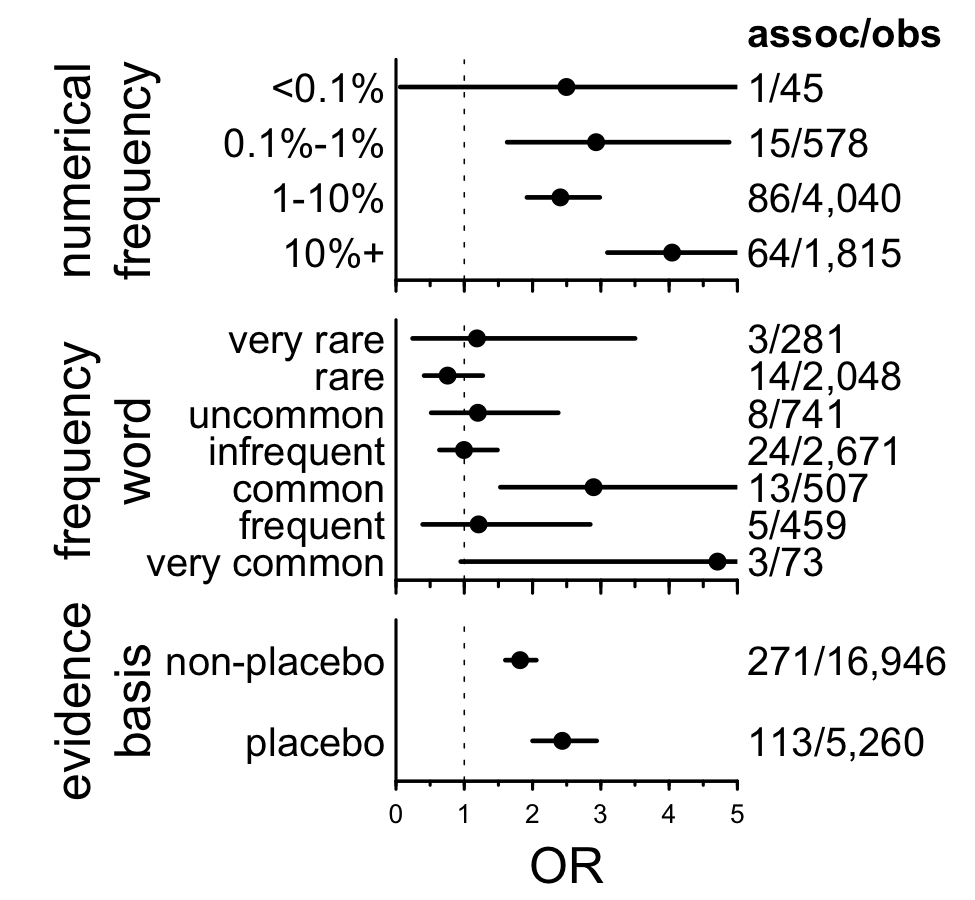 assoc/obs
numerical
frequency
<0.1% 1/45
0.1%-1% 15/578
1-10% 86/4,040
10%+ 64/1,815
frequency
word
very rare 3/281
rare 14/2,048
uncommon 8/741
infrequent 24/2,671
common 13/507
frequent 5/459
very common 3/73
evidence
basis
non-placebo 271/16,946
placebo 113/5,260
0 1 2 3 4 5
OR